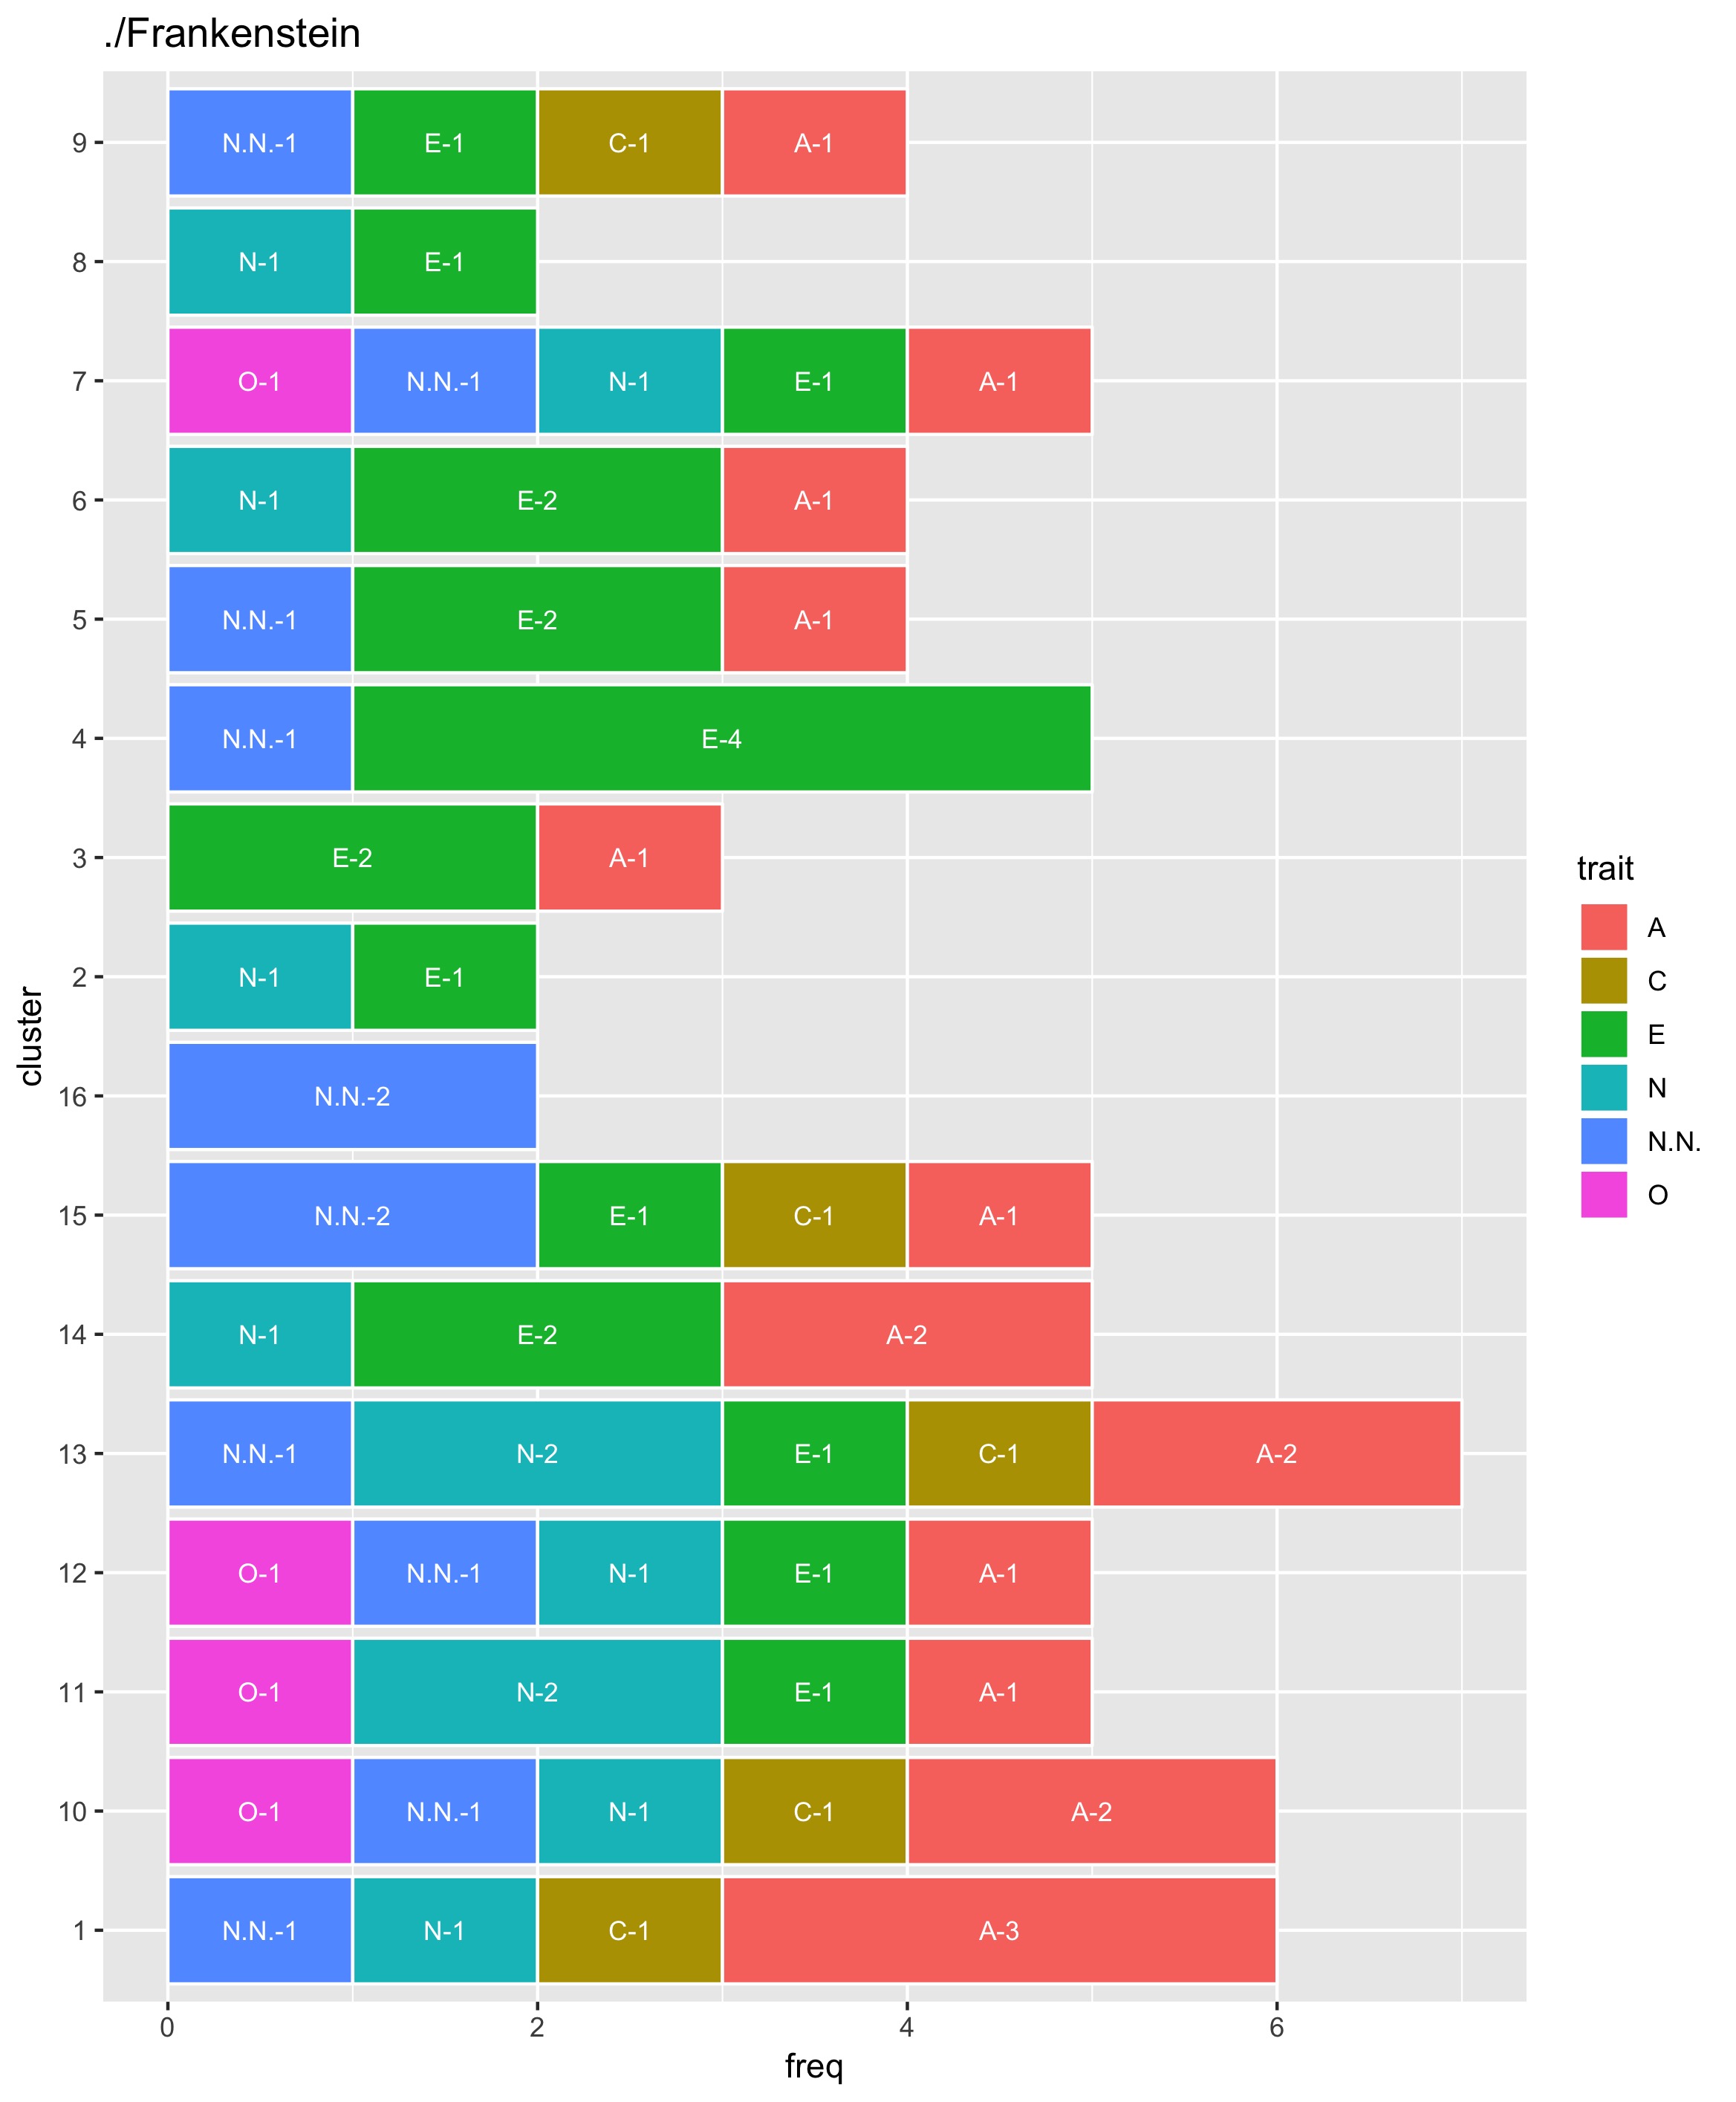 ./Frankenstein
9 N.N.-1 E-1 C-1 A-1
8 N-1 E-1
7 O-1 N.N.-1 N-1 E-1 A-1
6 N-1 E-2 A-1
5 N.N.-1 E-2 A-1
4 N.N.-1 E-4
3 E-2 A-1
2 N-1 E-1
16 N.N.-2
15 N.N.-2 E-1 C-1 A-1
14 N-1 E-2 A-2
13 N.N.-1 N-2 E-1 C-1 A-2
12 O-1 N.N.-1 N-1 E-1 A-1
11 O-1 N-2 E-1 A-1
10 O-1 N.N.-1 N-1 C-1 A-2
1 N.N.-1 N-1 C-1 A-3
0 2 4 6
freq
cluster
trait
A
C
E
N
N.N.
O